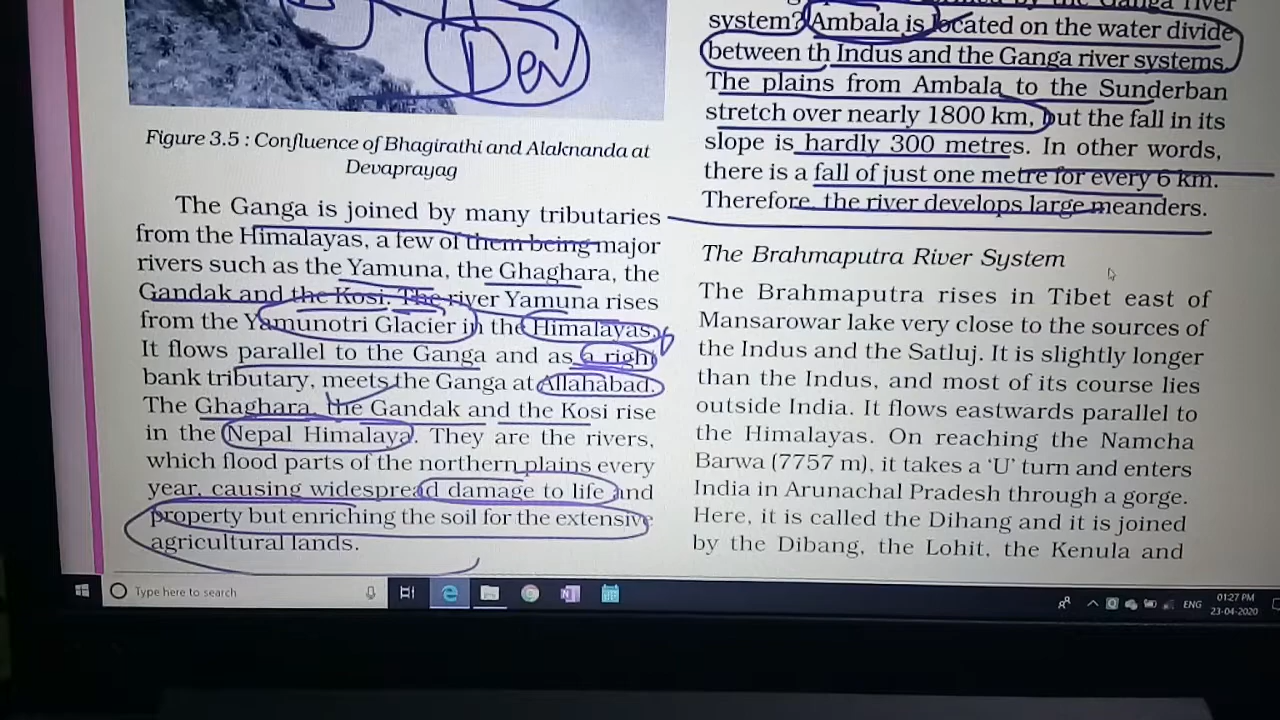 Dev
Figure 3.5 : Confluence of Bhagirathi and Alaknanda at
Devaprayag
The Ganga is joined by many tributaries
from the Himalayas, a few of them being major
rivers such as the Yamuna, the Ghaghara, the
Gandak and the Kosi. The river Yamuna rises
from the Yamunotri Glacier in the Himalayas.
It flows parallel to the Ganga and as a right
bank tributary, meets the Ganga at Allahabad.
The Ghaghara, the Gandak and the Kosi rise
in the Nepal Himalaya. They are the rivers,
which flood parts of the northern plains every
year, causing widespread damage to life and
property but enriching the soil for the extensive
agricultural lands.
river
system? Ambala is located on the water divide
between th Indus and the Ganga river systems.
The plains from Ambala to the Sunderban
stretch over nearly 1800 km, but the fall in its
slope is hardly 300 metres. In other words,
there is a fall of just one metre for every 6 km.
Therefore, the river develops large meanders.
The Brahmaputra River System
The Brahmaputra rises in Tibet east of
Mansarowar lake very close to the sources of
the Indus and the Satluj. It is slightly longer
than the Indus, and most of its course lies
outside India. It flows eastwards parallel to
the Himalayas. On reaching the Namcha
Barwa (7757 m), it takes a ‘U’ turn and enters
India in Arunachal Pradesh through a gorge.
Here, it is called the Dihang and it is joined
by the Dibang, the Lohit, the Kenula and
Type here to search
ENG
01:27 PM
23-04-2020